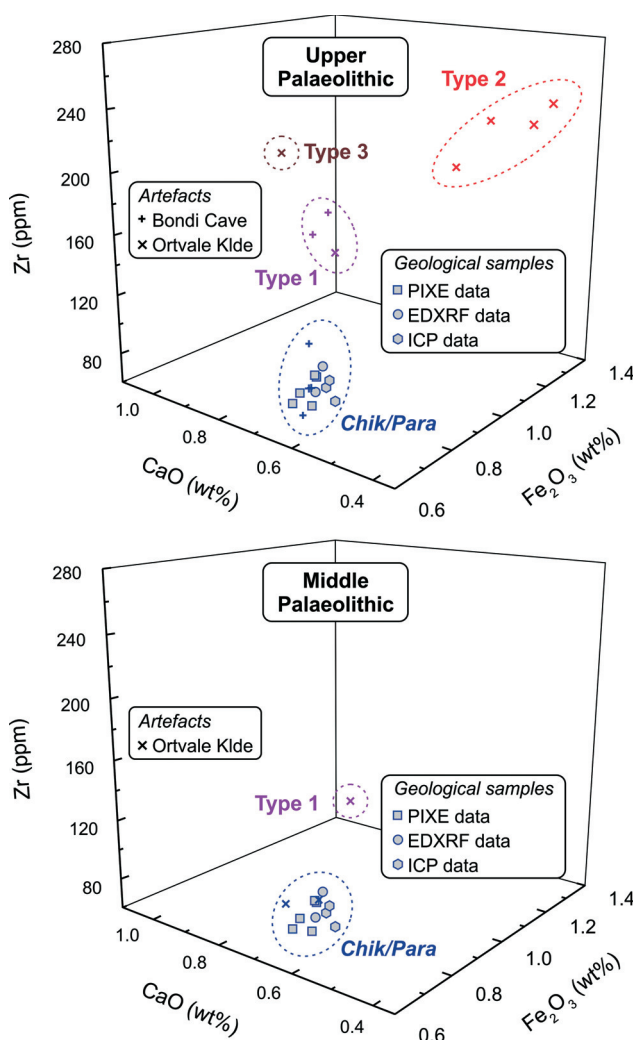 280
240
200
160
120
80
Zr (ppm)
Upper
Palaeolithic
Type 2
Type 3
Artefacts
+ Bondi Cave
× Ortvale Klde
Type 1
Geological samples
PIXE data
EDXRF data
ICP data
Chik/Para
1.0
0.8
0.6
0.4
CaO (wt%)
0.6
0.8
1.0
1.2
1.4
Fe₂O₃ (wt%)
280
240
200
160
120
80
Zr (ppm)
Middle
Palaeolithic
Artefacts
× Ortvale Klde
Type 1
Geological samples
PIXE data
EDXRF data
ICP data
Chik/Para
1.0
0.8
0.6
0.4
CaO (wt%)
0.6
0.8
1.0
1.2
1.4
Fe₂O₃ (wt%)